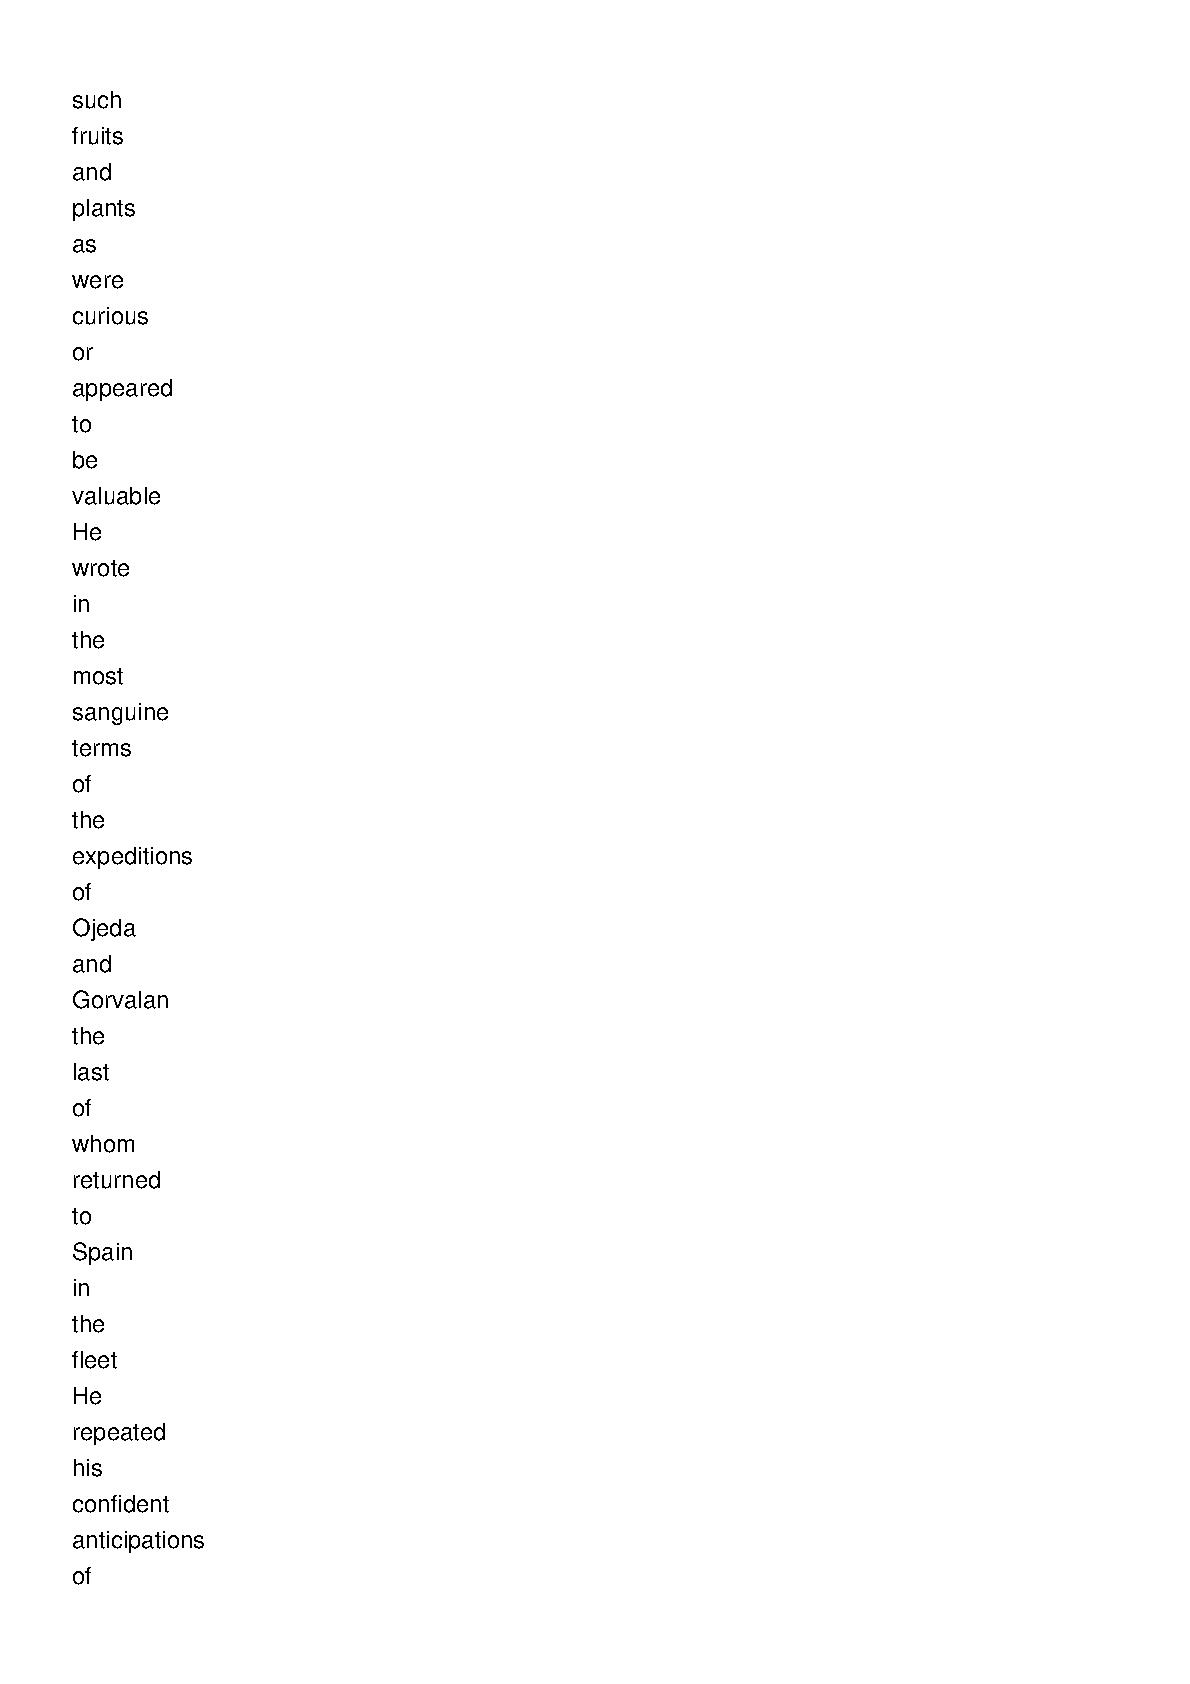 such
fruits
and
plants
as
were
curious
or
appeared
to
be
valuable
He
wrote
in
the
most
sanguine
terms
of
the
expeditions
of
Ojeda
and
Gorvalan
the
last
of
whom
returned
to
Spain
in
the
fleet
He
repeated
his
confident
anticipations
of